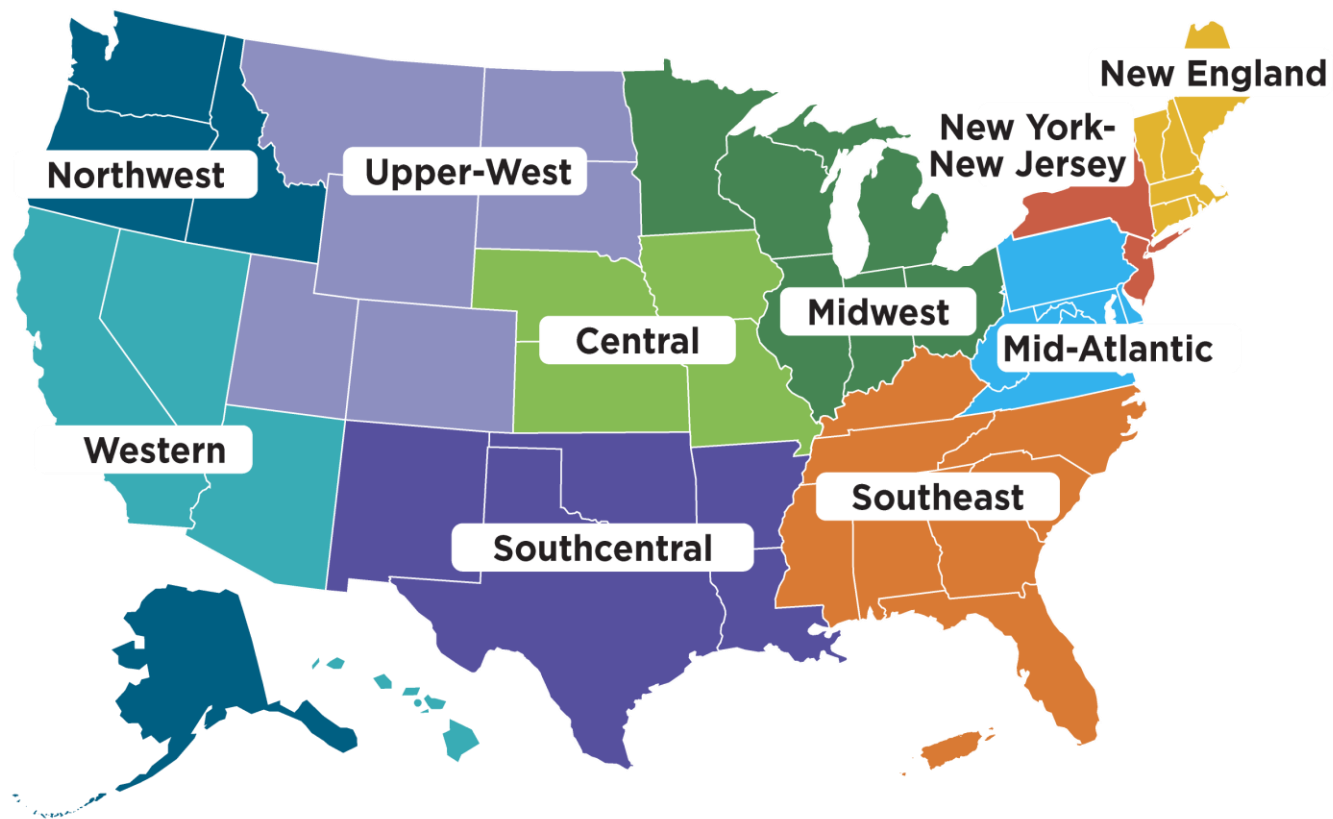 New England
New York-
New Jersey
Northwest
Upper-West
Midwest
Central
Mid-Atlantic
Western
Southeast
Southcentral